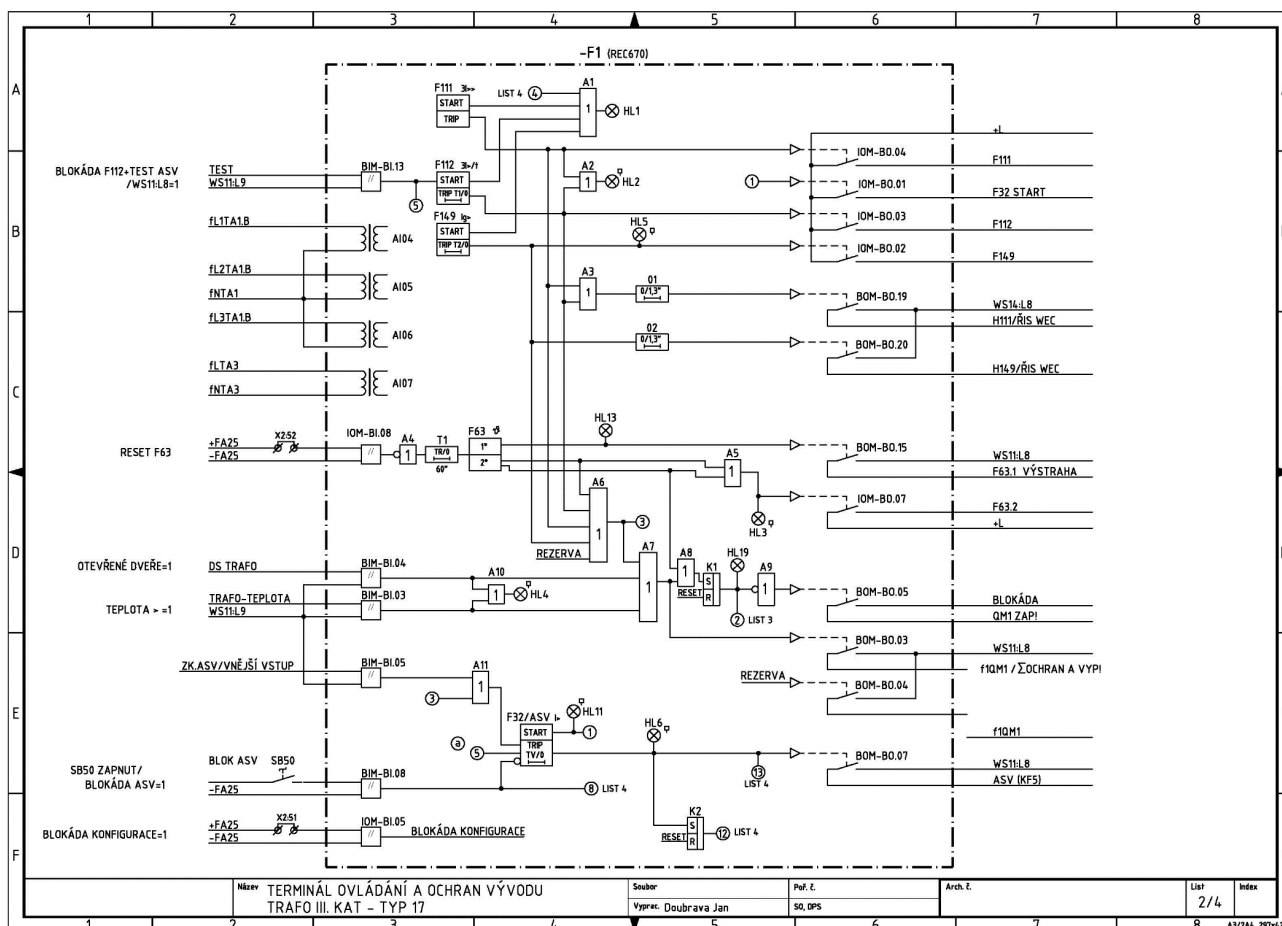 1 2 3 4 5 6 7 8
A
B
C
D
E
F
-F1 (REC670)
F111 3I>>
START
TRIP
LIST 4 4
A1
1
HL1
BLOKÁDA F112+TEST ASV
/WS11:L8=1
TEST
WS11:L9
BIM-BI.13
//
5
F112 3I>/t
START
TRIP T1/0
A2
1
HL2
F149 Ig>
START
TRIP T2/0
HL5
1
+L
IOM-BO.04
F111
IOM-BO.01
F32 START
IOM-BO.03
F112
IOM-BO.02
F149
fL1TA1.B
AI04
fL2TA1.B
AI05
fNTA1
fL3TA1.B
AI06
fLTA3
AI07
fNTA3
A3
1
01
0/1,3"
02
0/1,3"
BOM-BO.19
WS14:L8
H111/ŘIS WEC
BOM-BO.20
H149/ŘIS WEC
RESET F63
+FA25
X2:52
-FA25
IOM-BI.08
//
A4
1
T1
TR/0
60"
F63 ϑ
1°
2°
HL13
A5
1
HL3
BOM-BO.15
WS11:L8
F63.1 VÝSTRAHA
IOM-BO.07
F63.2
+L
A6
1
3
REZERVA
OTEVŘENÉ DVEŘE=1
DS TRAFO
BIM-BI.04
//
TEPLOTA > =1
TRAFO-TEPLOTA
WS11:L9
BIM-BI.03
//
A10
1
HL4
A7
1
A8
1
RESET
K1
S
R
HL19
2 LIST 3
A9
1
BOM-BO.05
BLOKÁDA
QM1 ZAP!
BOM-BO.03
WS11:L8
f1QM1 / ∑OCHRAN A VYP!
REZERVA
BOM-BO.04
f1QM1
ZK.ASV/VNĚJŠÍ VSTUP
BIM-BI.05
//
3
A11
1
F32/ASV I>
START
TRIP
TV/0
a
5
HL11
1
HL6
13
LIST 4
BOM-BO.07
WS11:L8
ASV (KF5)
SB50 ZAPNUT/
BLOKÁDA ASV=1
BLOK ASV
SB50
-FA25
BIM-BI.08
//
8 LIST 4
K2
S
RESET
R
12 LIST 4
BLOKÁDA KONFIGURACE=1
+FA25
X2:51
-FA25
IOM-BI.05
//
BLOKÁDA KONFIGURACE
Název TERMINÁL OVLÁDÁNÍ A OCHRAN VÝVODU
TRAFO III. KAT - TYP 17
Soubor
Vyprac. Doubrava Jan
Poř. č.
SO, DPS
Arch. č.
List
2/4
Index
1 2 3 4 5 6 7 8